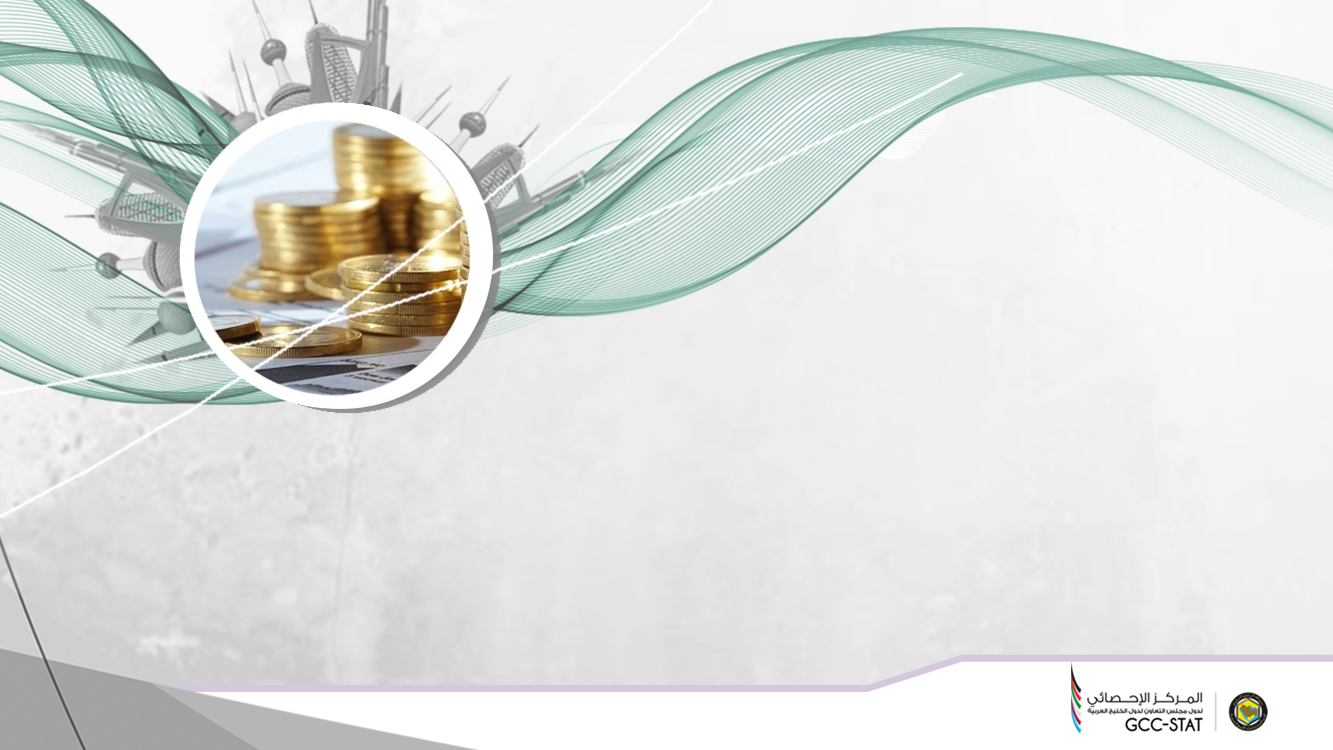 المركز الإحصائي
لدول مجلس التعاون لدول الخليج العربية
GCC-STAT